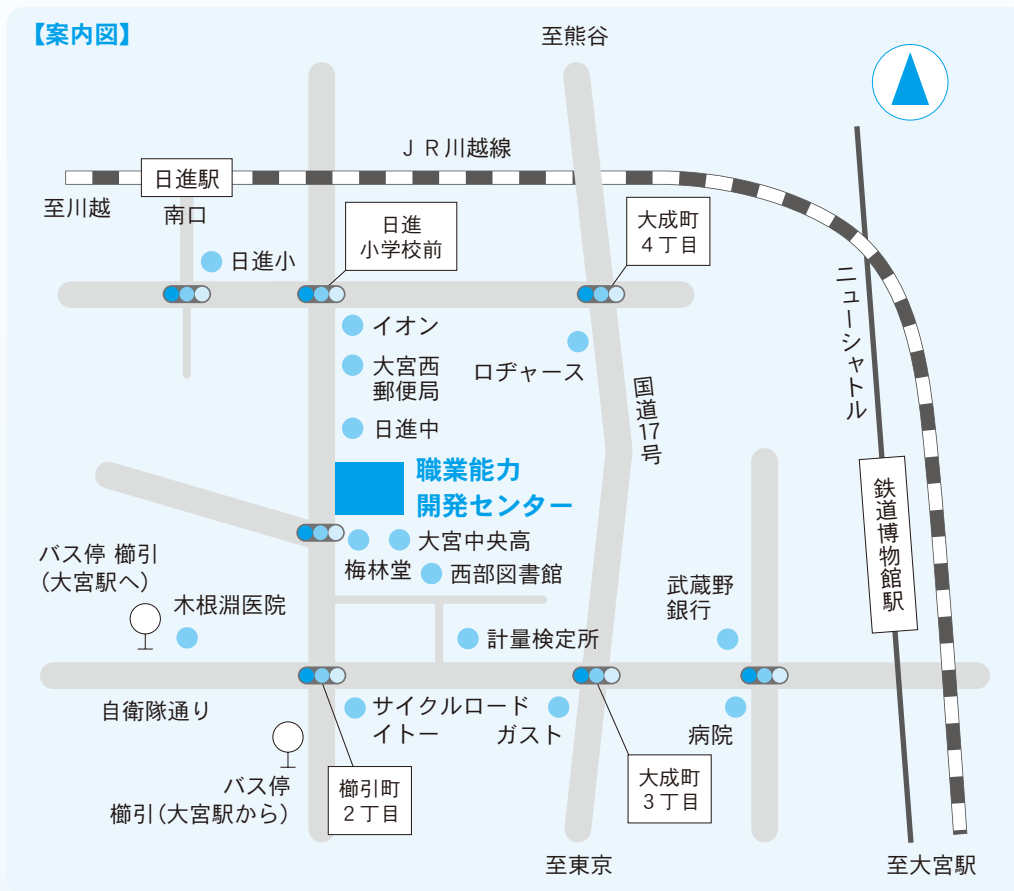 【案内図】
至熊谷
ＪＲ川越線
日進駅
至川越
南口
日進
小学校前
大成町
４丁目
日進小
ニューシャトル
イオン
大宮西
郵便局
ロヂャース
国道17号
日進中
職業能力
開発センター
鉄道博物館駅
大宮中央高
梅林堂
西部図書館
バス停 櫛引
(大宮駅へ)
木根淵医院
武蔵野
銀行
計量検定所
自衛隊通り
サイクルロード
イトー
ガスト
病院
バス停
櫛引(大宮駅から)
櫛引町
２丁目
大成町
３丁目
至東京
至大宮駅